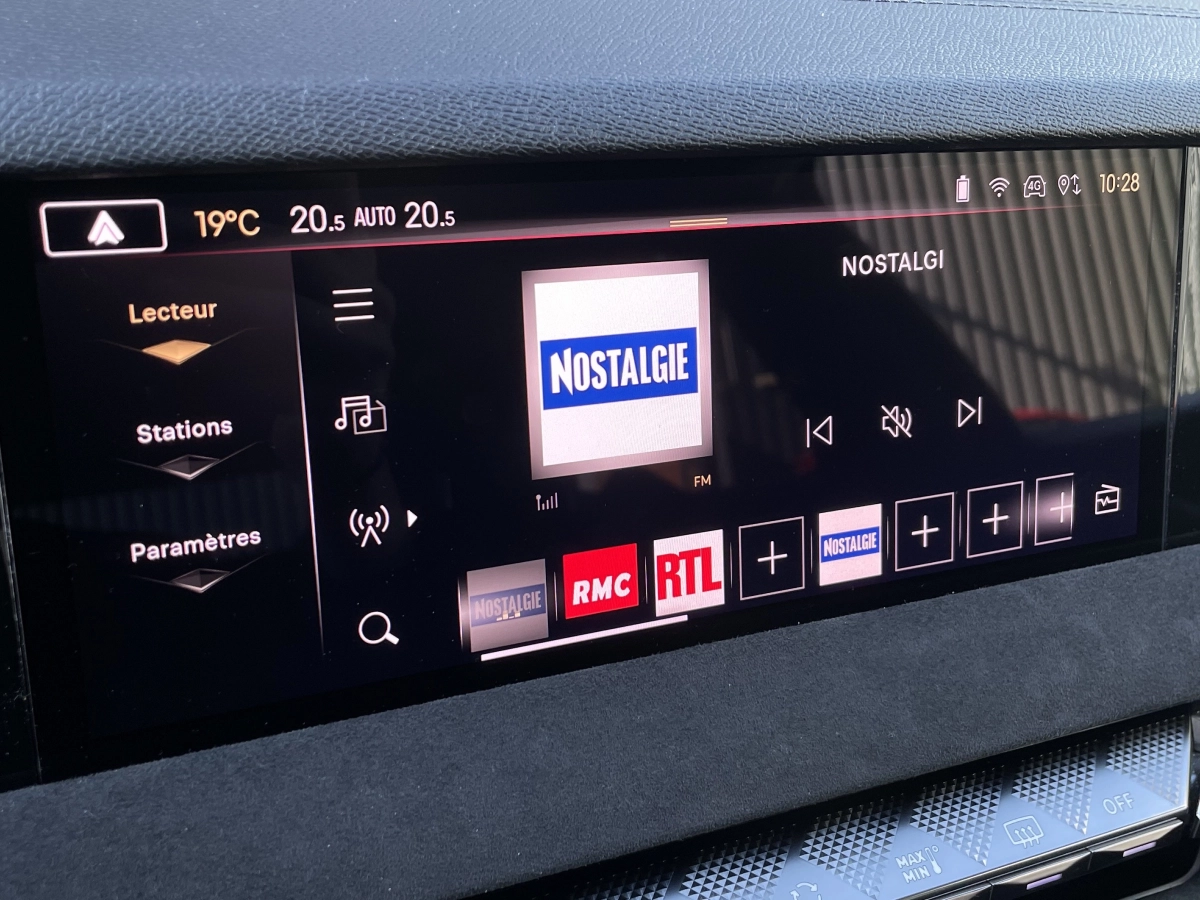 19°C 20.5 AUTO 20.5
4G 10:28
Lecteur
NOSTALGI
NOSTALGIE
Stations
FM
Paramètres
NOSTALGIE
RMC
RTL
NOSTALGIE
MAX
MIN
OFF